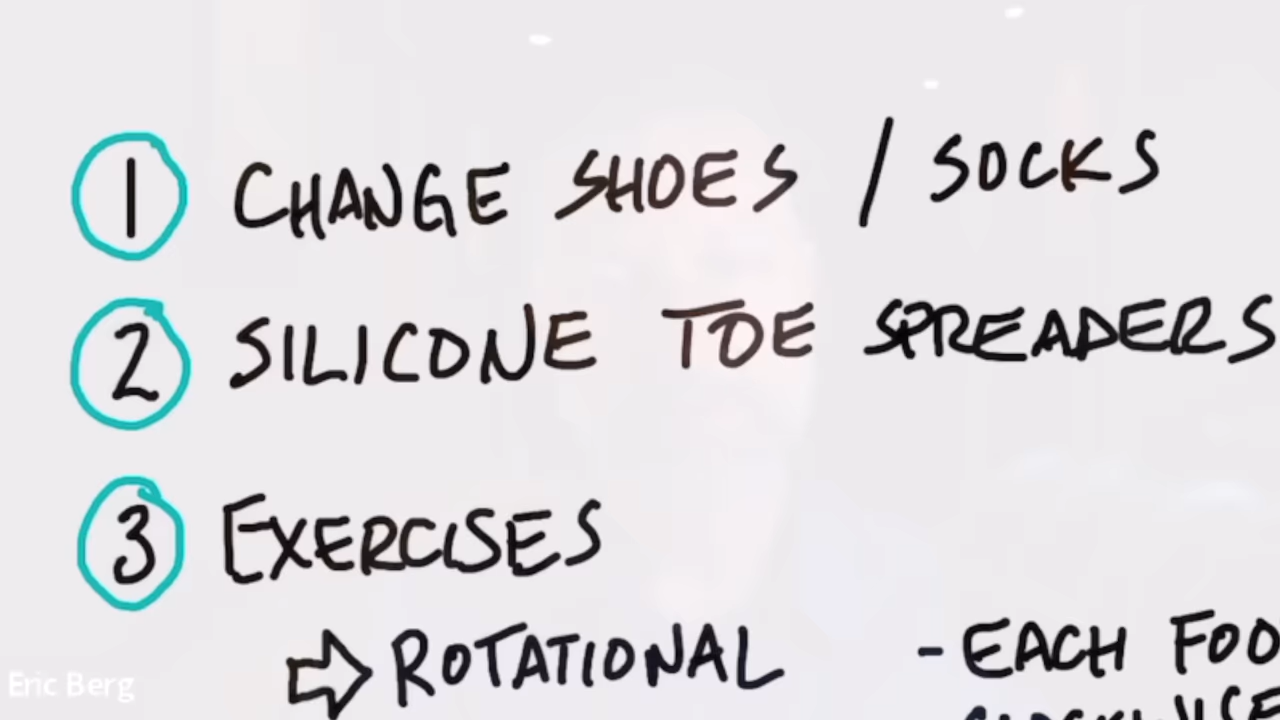 1 CHANGE SHOES / SOCKS
2 SILICONE TOE SPREADERS
3 EXERCISES
⇨ ROTATIONAL - EACH FOO
Eric Berg